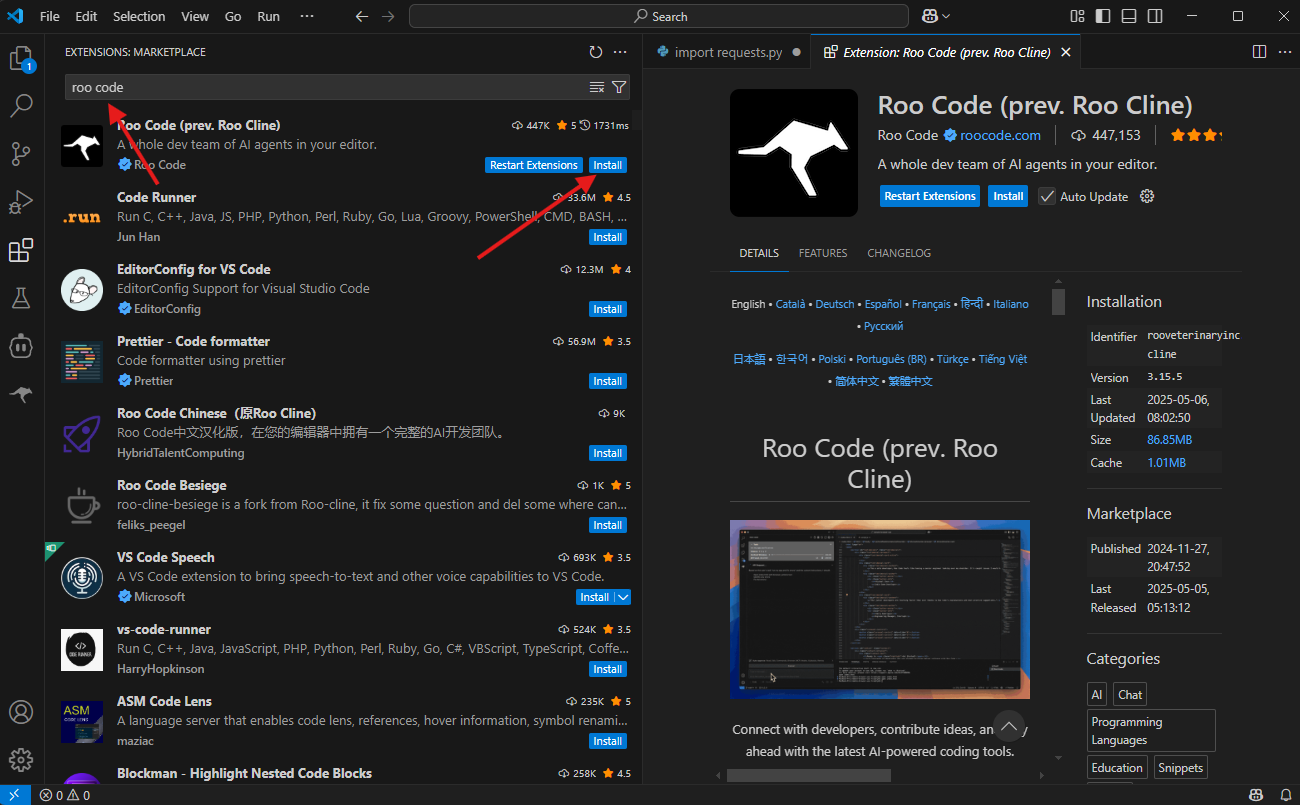 File Edit Selection View Go Run ··· Search
EXTENSIONS: MARKETPLACE
1
roo code
Roo Code (prev. Roo Cline) 447K 5 1731ms
A whole dev team of AI agents in your editor.
Roo Code Restart Extensions Install
Code Runner 33.6M 4.5
.run
Run C, C++, Java, JS, PHP, Python, Perl, Ruby, Go, Lua, Groovy, PowerShell, CMD, BASH, ...
Jun Han Install
EditorConfig for VS Code 12.3M 4
EditorConfig Support for Visual Studio Code
EditorConfig Install
Prettier - Code formatter 56.9M 3.5
Code formatter using prettier
Prettier Install
Roo Code Chinese（原Roo Cline） 9K
Roo Code中文汉化版，在您的编辑器中拥有一个完整的AI开发团队。
HybridTalentComputing Install
Roo Code Besiege 1K 5
roo-cline-besiege is a fork from Roo-cline, it fix some question and del some where can...
feliks_peegel Install
VS Code Speech 693K 3.5
A VS Code extension to bring speech-to-text and other voice capabilities to VS Code.
Microsoft Install
vs-code-runner 524K 3.5
</>
CODE RUNNER
Run C, C++, Java, JavaScript, PHP, Python, Perl, Ruby, Go, C#, VBScript, TypeScript, Coffe...
HarryHopkinson Install
ASM Code Lens 235K 5
ASM
CODE LENS
A language server that enables code lens, references, hover information, symbol renami...
maziac Install
Blockman - Highlight Nested Code Blocks 258K 4.5
0 0
import requests.py Extension: Roo Code (prev. Roo Cline)
Roo Code (prev. Roo Cline)
Roo Code roocode.com 447,153
A whole dev team of AI agents in your editor.
Restart Extensions Install Auto Update
DETAILS FEATURES CHANGELOG
English • Català • Deutsch • Español • Français • हिन्दी • Italiano
• Русский
日本語 • 한국어 • Polski • Português (BR) • Türkçe • Tiếng Việt
• 简体中文 • 繁體中文
Roo Code (prev. Roo
Cline)
Connect with developers, contribute ideas, an y
ahead with the latest AI-powered coding tools.
Installation
Identifier rooveterinaryinc
cline
Version 3.15.5
Last 2025-05-06,
Updated 08:02:50
Size 86.85MB
Cache 1.01MB
Marketplace
Published 2024-11-27,
20:47:52
Last 2025-05-05,
Released 05:13:12
Categories
AI Chat
Programming
Languages
Education Snippets